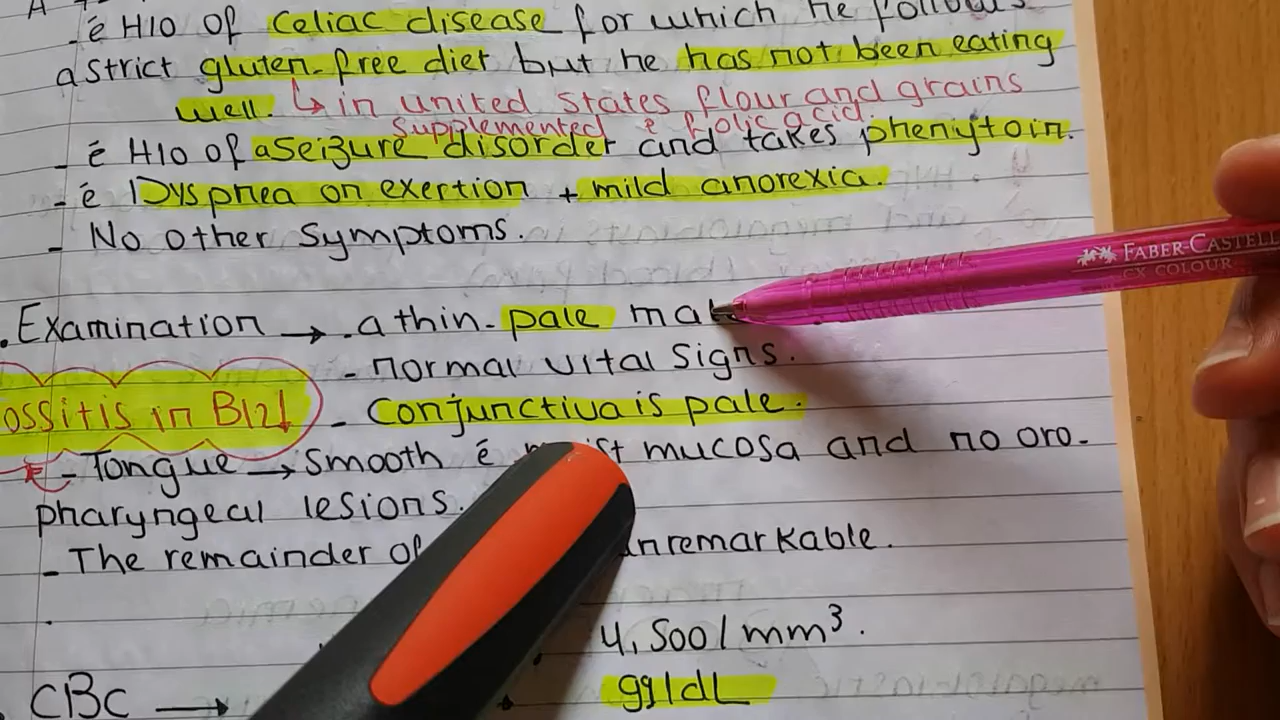 é H/O of celiac disease for which he follows
a strict gluten-free diet but he has not been eating
well. ↳ in united states flour and grains
supplemented é folic acid.
- é H/O of a seizure disorder and takes phenytoin.
- é Dyspnea on exertion + mild anorexia.
- No other symptoms.
FABER-CASTELL
CX COLOUR
. Examination → . a thin - pale
- normal vital signs.
ossitis in B12↓ - Conjunctiva is pale.
- Tongue → smooth é mucosa and no oro-
pharyngeal lesions.
- The remainder of unremarkable.
4,500/mm³.
CBC → 9g/dL